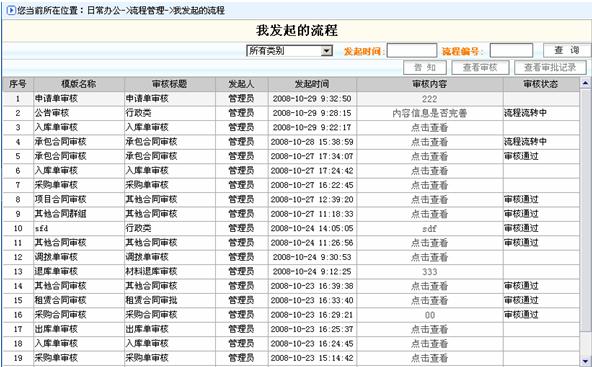 您当前所在位置：日常办公->流程管理->我发起的流程
我发起的流程
所有类别 发起时间: 流程编号: 查 询
告 知 查看审核 查看审批记录
序号 模版名称 审核标题 发起人 发起时间 审核内容 审核状态
1 申请单审核 申请单审核 管理员 2008-10-29 9:32:50 222
2 公告审核 行政类 管理员 2008-10-29 9:28:15 内容信息是否完善 流程流转中
3 入库单审核 入库单审核 管理员 2008-10-29 9:22:17 点击查看
4 承包合同审核 承包合同审核 管理员 2008-10-28 15:38:59 点击查看 流程流转中
5 承包合同审核 承包合同审核 管理员 2008-10-27 17:34:07 点击查看 审核通过
6 入库单审核 入库单审核 管理员 2008-10-27 17:24:42 点击查看
7 采购单审核 采购单审核 管理员 2008-10-27 16:22:45 点击查看
8 项目合同审核 其他合同审核 管理员 2008-10-27 12:39:20 点击查看 审核通过
9 其他合同群组 其他合同审核 管理员 2008-10-27 11:18:33 点击查看 审核通过
10 sfd 行政类 管理员 2008-10-24 14:05:05 sdf 审核通过
11 其他合同审核 其他合同审核 管理员 2008-10-24 11:26:56 点击查看 审核通过
12 调拨单审核 调拨单审核 管理员 2008-10-24 9:30:53 点击查看
13 退库单审核 材料退库审核 管理员 2008-10-24 9:12:25 333
14 其他合同审核 其他合同审核 管理员 2008-10-23 16:39:38 点击查看 审核通过
15 租赁合同审核 租赁合同审批 管理员 2008-10-23 16:33:40 点击查看 审核通过
16 采购合同审核 采购合同审核 管理员 2008-10-23 16:29:21 00 审核通过
17 出库单审核 出库单审核 管理员 2008-10-23 16:25:37 点击查看
18 入库单审核 入库单审核 管理员 2008-10-23 16:24:45 点击查看
19 采购单审核 采购单审核 管理员 2008-10-23 15:14:42 点击查看